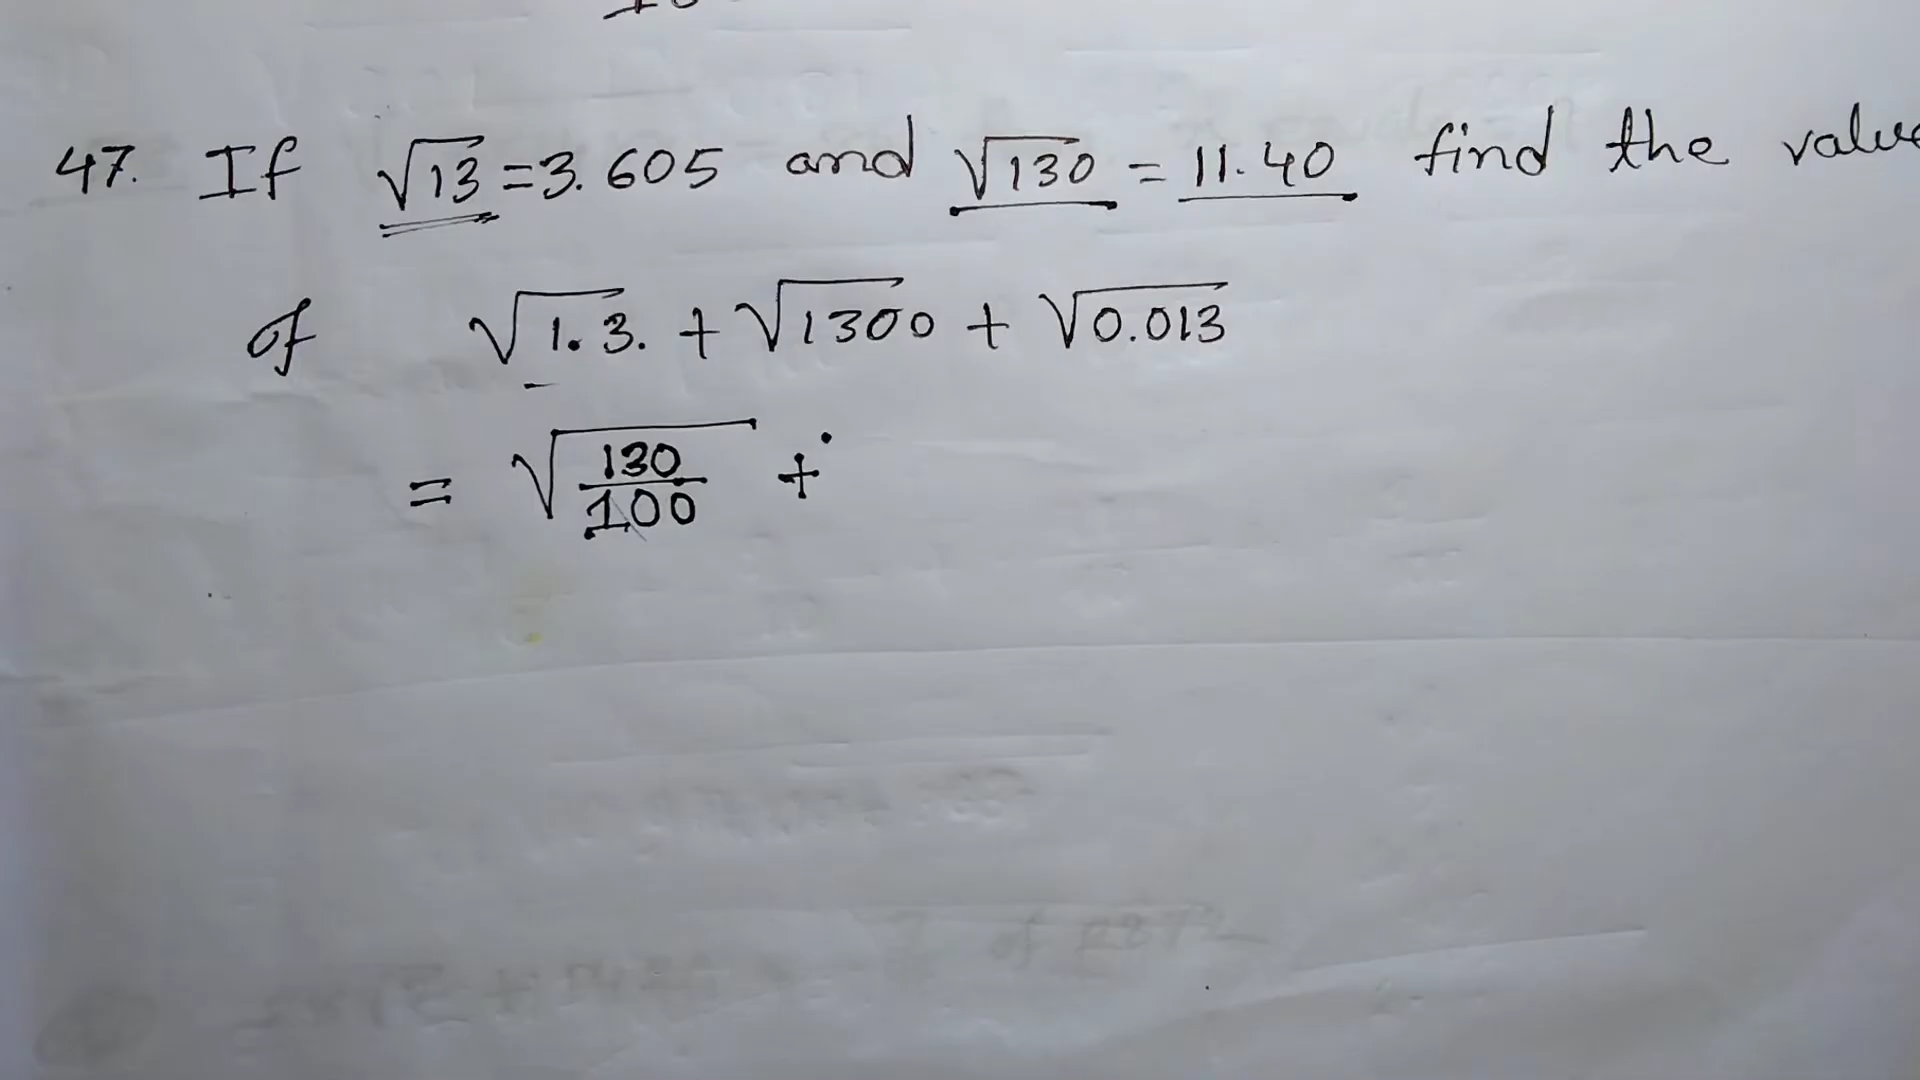 47. If √13 = 3.605 and √130 = 11.40 find the value
of √1.3. + √1300 + √0.013
= √130/100 +